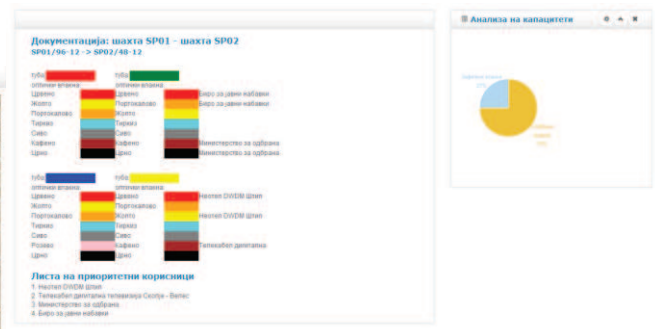 Документација: шахта SP01 - шахта SP02
SP01/96-12 -> SP02/48-12
туба туба
оптички влакна оптички влакна
Црвено Црвено Биро за јавни набавки
Жолто Портокалово Биро за јавни набавки
Портокалово Жолто
Тиркиз Тиркиз
Сиво Сиво
Кафено Кафено Министерство за одбрана
Црно Црно Министерство за одбрана
туба туба
оптички влакна оптички влакна
Црвено Црвено Неотел DWDM Штип
Жолто Портокалово
Портокалово Жолто Неотел DWDM Штип
Тиркиз Тиркиз
Сиво Сиво
Розево Кафено Телекабел дигитална
Црно Црно
Листа на приоритетни корисници
1. Неотел DWDM Штип
2. Телекабел дигитална телевизија Скопје - Велес
3. Министерство за одбрана
4. Биро за јавни набавки
Анализа на капацитети